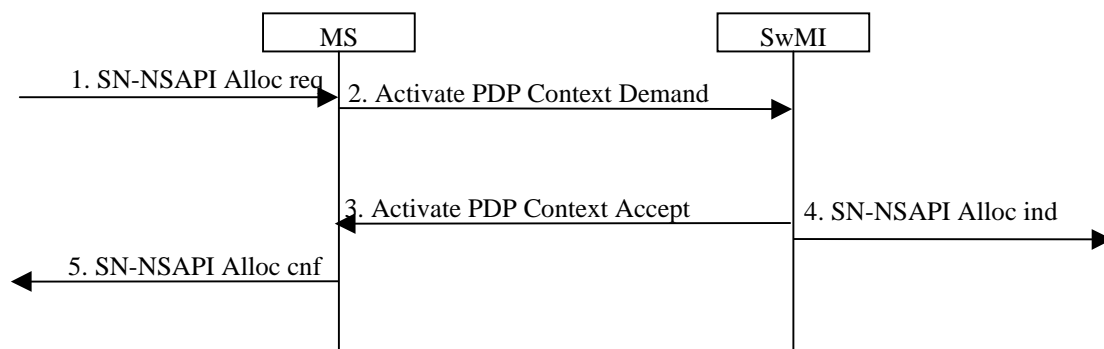 MS
SwMI
1. SN-NSAPI Alloc req
2. Activate PDP Context Demand
3. Activate PDP Context Accept
4. SN-NSAPI Alloc ind
5. SN-NSAPI Alloc cnf